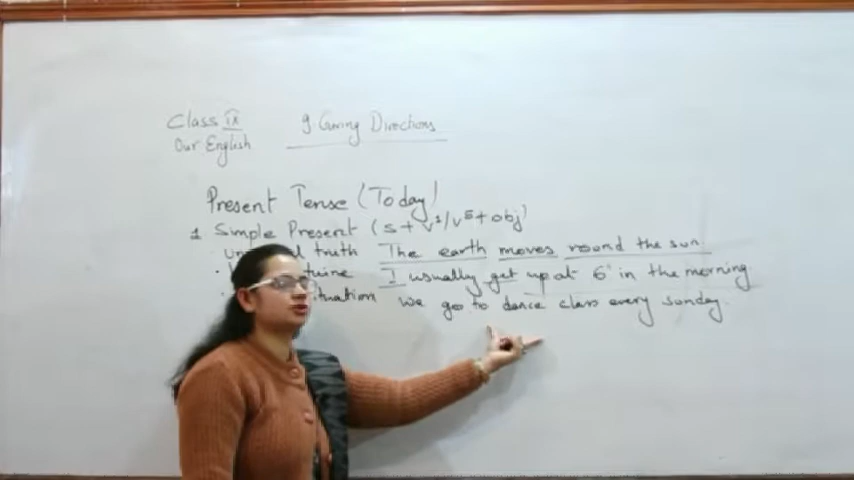 Class IX 9. Giving Directions
Our English
Present Tense (Today)
1 Simple Present (S + V¹/V⁵ + obj)
truth The earth moves round the sun.
I usually get up at 6' in the morning
we go to dance class every sunday.